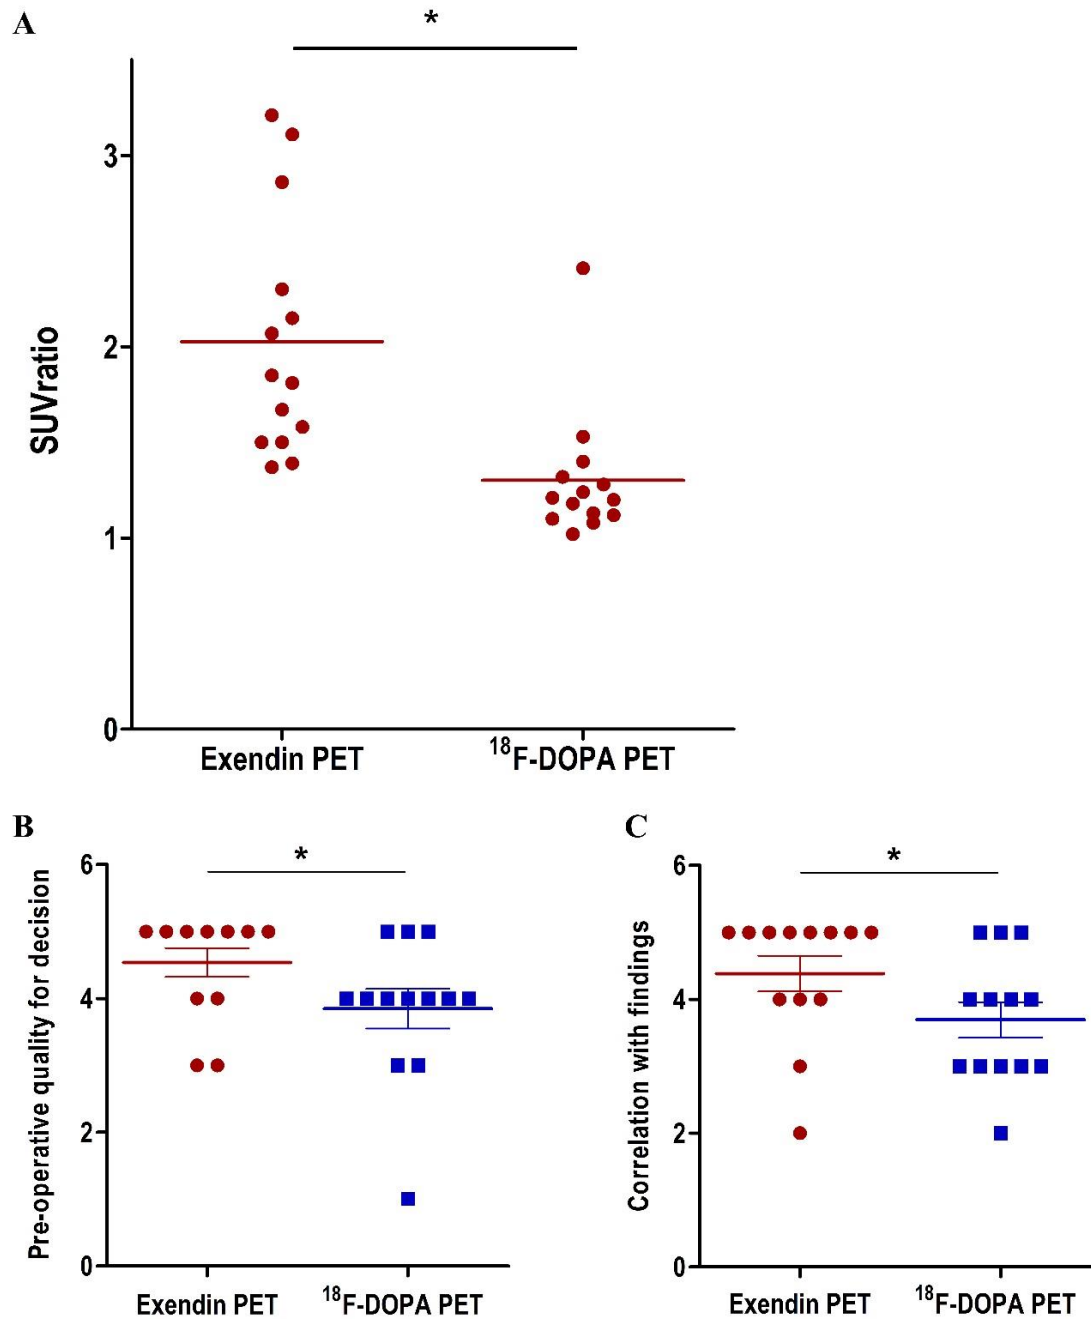 A
*
3
2
1
0
SUVratio
Exendin PET
¹⁸F-DOPA PET
B
*
6
4
2
0
Pre-operative quality for decision
Exendin PET
¹⁸F-DOPA PET
C
*
6
4
2
0
Correlation with findings
Exendin PET
¹⁸F-DOPA PET